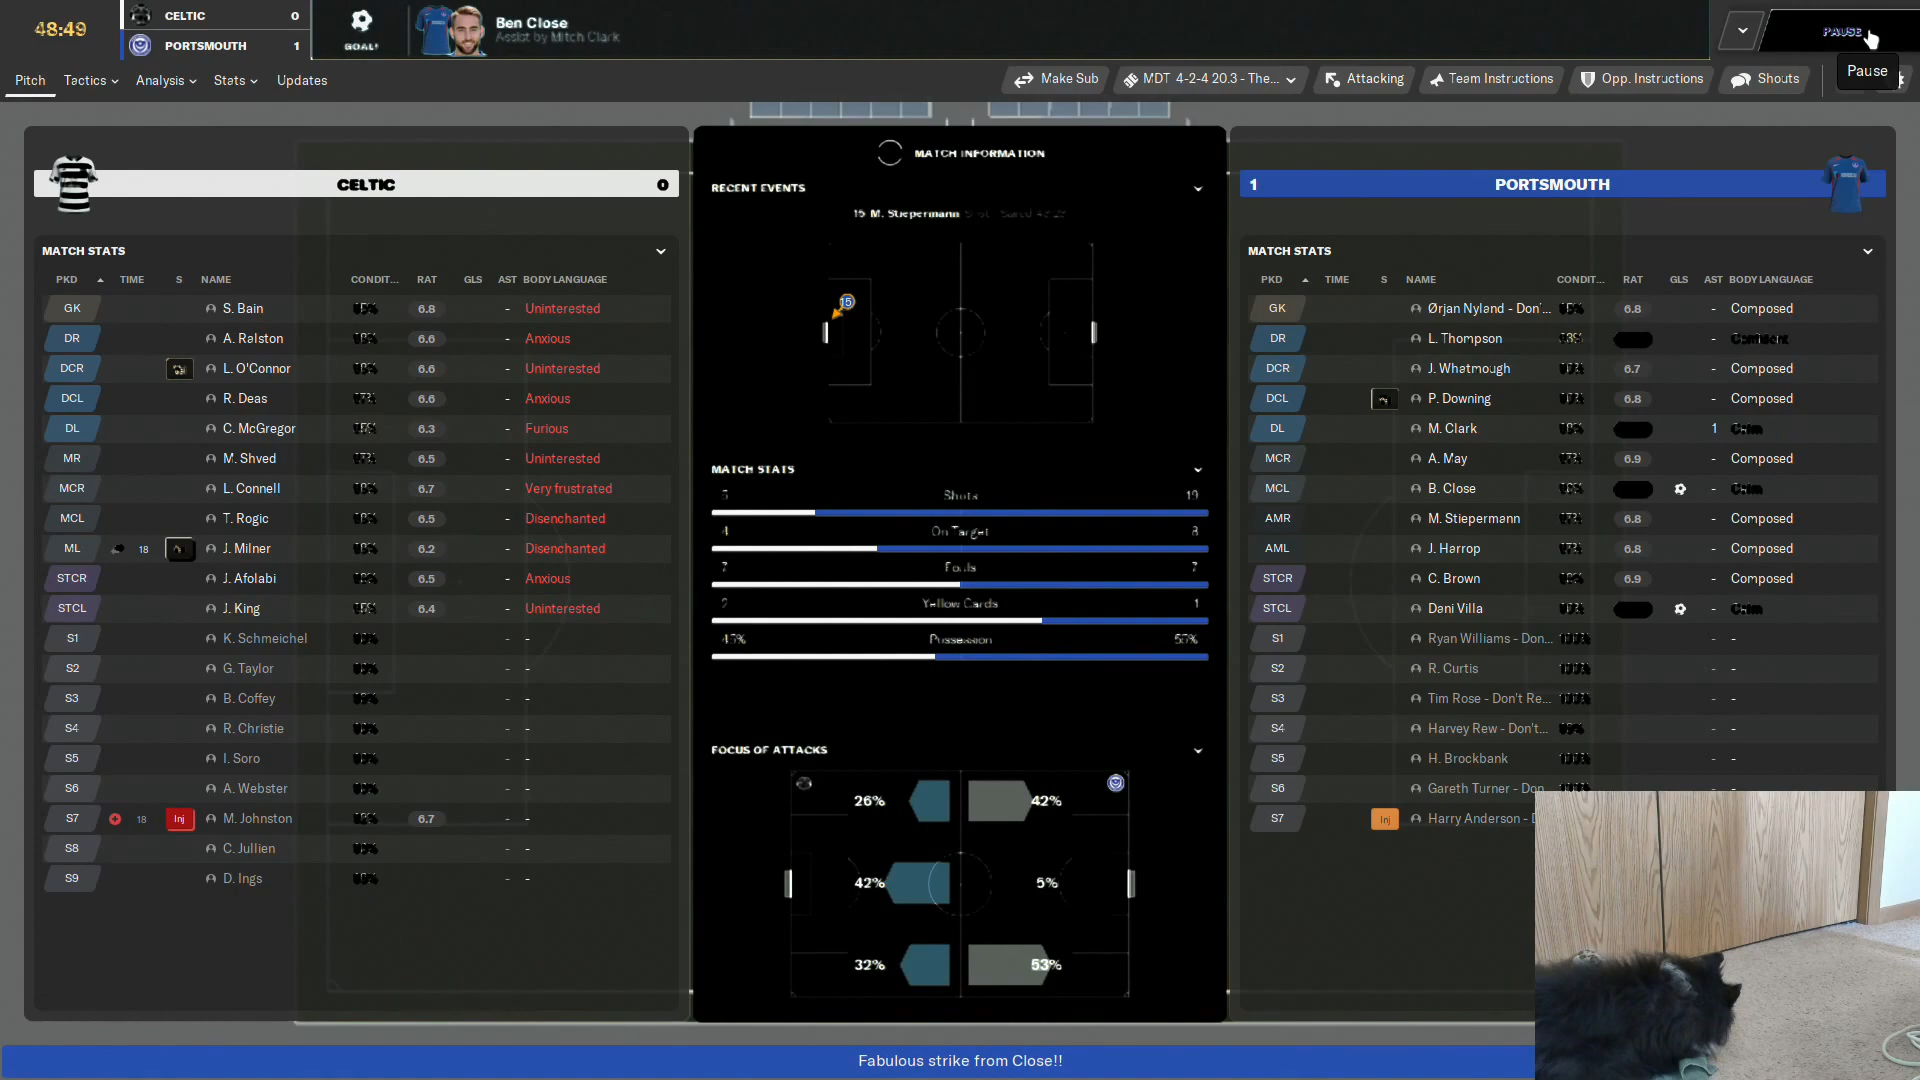 48:49
CELTIC 0
PORTSMOUTH 1
GOAL!
Ben Close
Assist by Mitch Clark
PAUSE
Pause
Pitch Tactics Analysis Stats Updates
Make Sub MDT 4-2-4 20.3 - The... Attacking Team Instructions Opp. Instructions Shouts
CELTIC 0
MATCH STATS
PKD TIME S NAME CONDIT... RAT GLS AST BODY LANGUAGE
GK S. Bain 6.8 - Uninterested
DR A. Ralston 6.6 - Anxious
DCR L. O'Connor 6.6 - Uninterested
DCL R. Deas 6.6 - Anxious
DL C. McGregor 6.3 - Furious
MR M. Shved 6.5 - Uninterested
MCR L. Connell 6.7 - Very frustrated
MCL T. Rogic 6.5 - Disenchanted
ML 18 J. Milner 6.2 - Disenchanted
STCR J. Afolabi 6.5 - Anxious
STCL J. King 6.4 - Uninterested
S1 K. Schmeichel - -
S2 G. Taylor - -
S3 B. Coffey - -
S4 R. Christie - -
S5 I. Soro - -
S6 A. Webster - -
S7 18 Inj M. Johnston 6.7 - -
S8 C. Jullien - -
S9 D. Ings - -
MATCH INFORMATION
RECENT EVENTS
15 M. Stiepermann
15
MATCH STATS
5 Shots 19
4 On Target 8
7 Fouls 7
2 Yellow Cards 1
Possession
FOCUS OF ATTACKS
26% 42%
42% 5%
32% 53%
1 PORTSMOUTH
MATCH STATS
PKD TIME S NAME CONDIT... RAT GLS AST BODY LANGUAGE
GK Ørjan Nyland - Don'... 6.8 - Composed
DR L. Thompson -
DCR J. Whatmough 6.7 - Composed
DCL P. Downing 6.8 - Composed
DL M. Clark 1
MCR A. May 6.9 - Composed
MCL B. Close -
AMR M. Stiepermann 6.8 - Composed
AML J. Harrop 6.8 - Composed
STCR C. Brown 6.9 - Composed
STCL Dani Villa -
S1 Ryan Williams - Don... 100% - -
S2 R. Curtis 100% - -
S3 Tim Rose - Don't Re... 100% - -
S4 Harvey Rew - Don't... - -
S5 H. Brockbank 100% - -
S6 Gareth Turner - Don - -
S7 Inj Harry Anderson -
Fabulous strike from Close!!